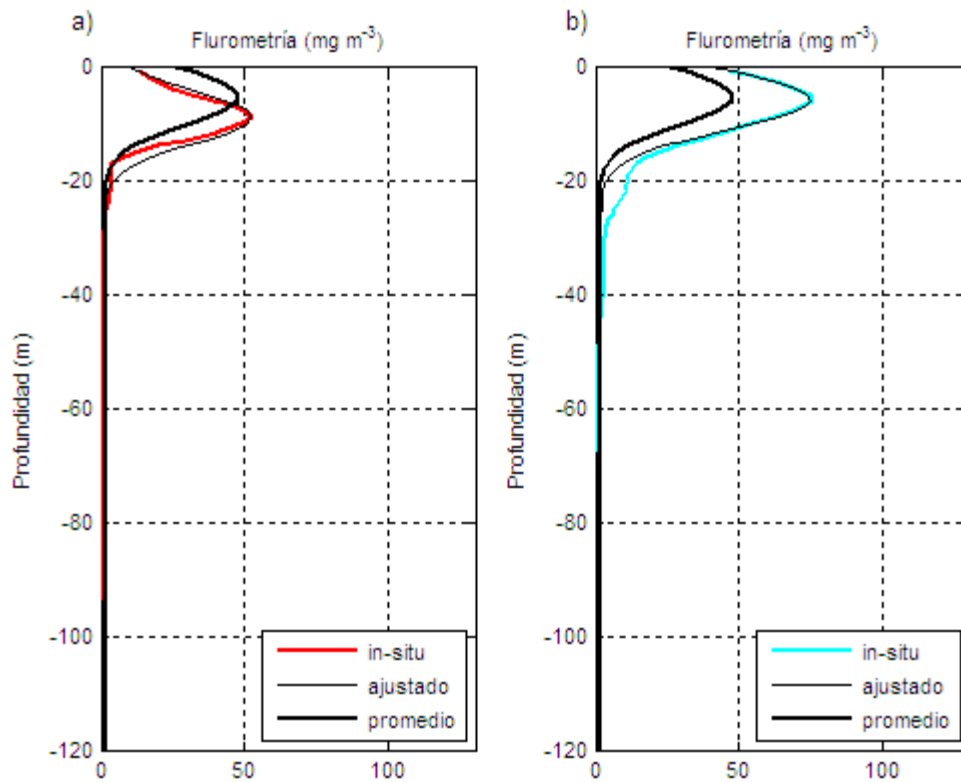 a)
Flurometría (mg m⁻³)
0
-20
-40
-60
-80
-100
-120
Profundidad (m)
0 50 100
in-situ
ajustado
promedio
b)
Flurometría (mg m⁻³)
0
-20
-40
-60
-80
-100
-120
Profundidad (m)
0 50 100
in-situ
ajustado
promedio